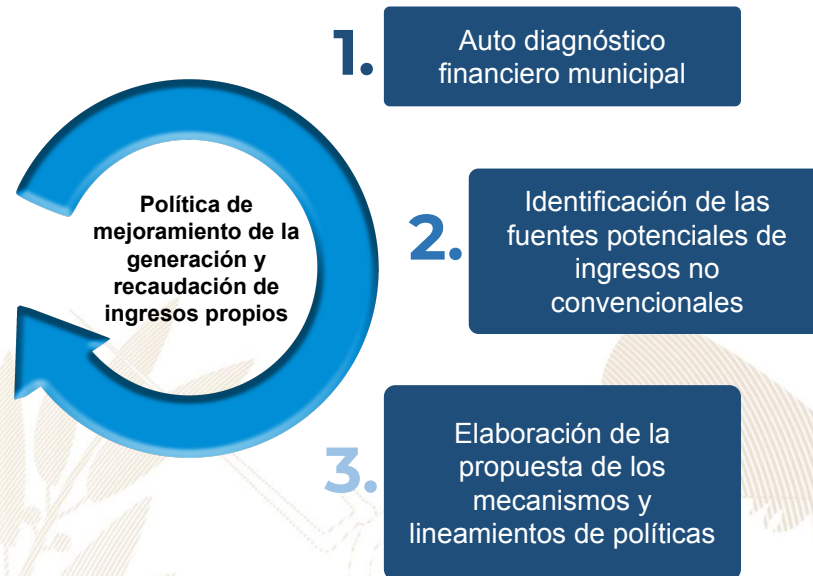 Política de
mejoramiento de la
generación y
recaudación de
ingresos propios
1.
Auto diagnóstico
financiero municipal
2.
Identificación de las
fuentes potenciales de
ingresos no
convencionales
3.
Elaboración de la
propuesta de los
mecanismos y
lineamientos de políticas